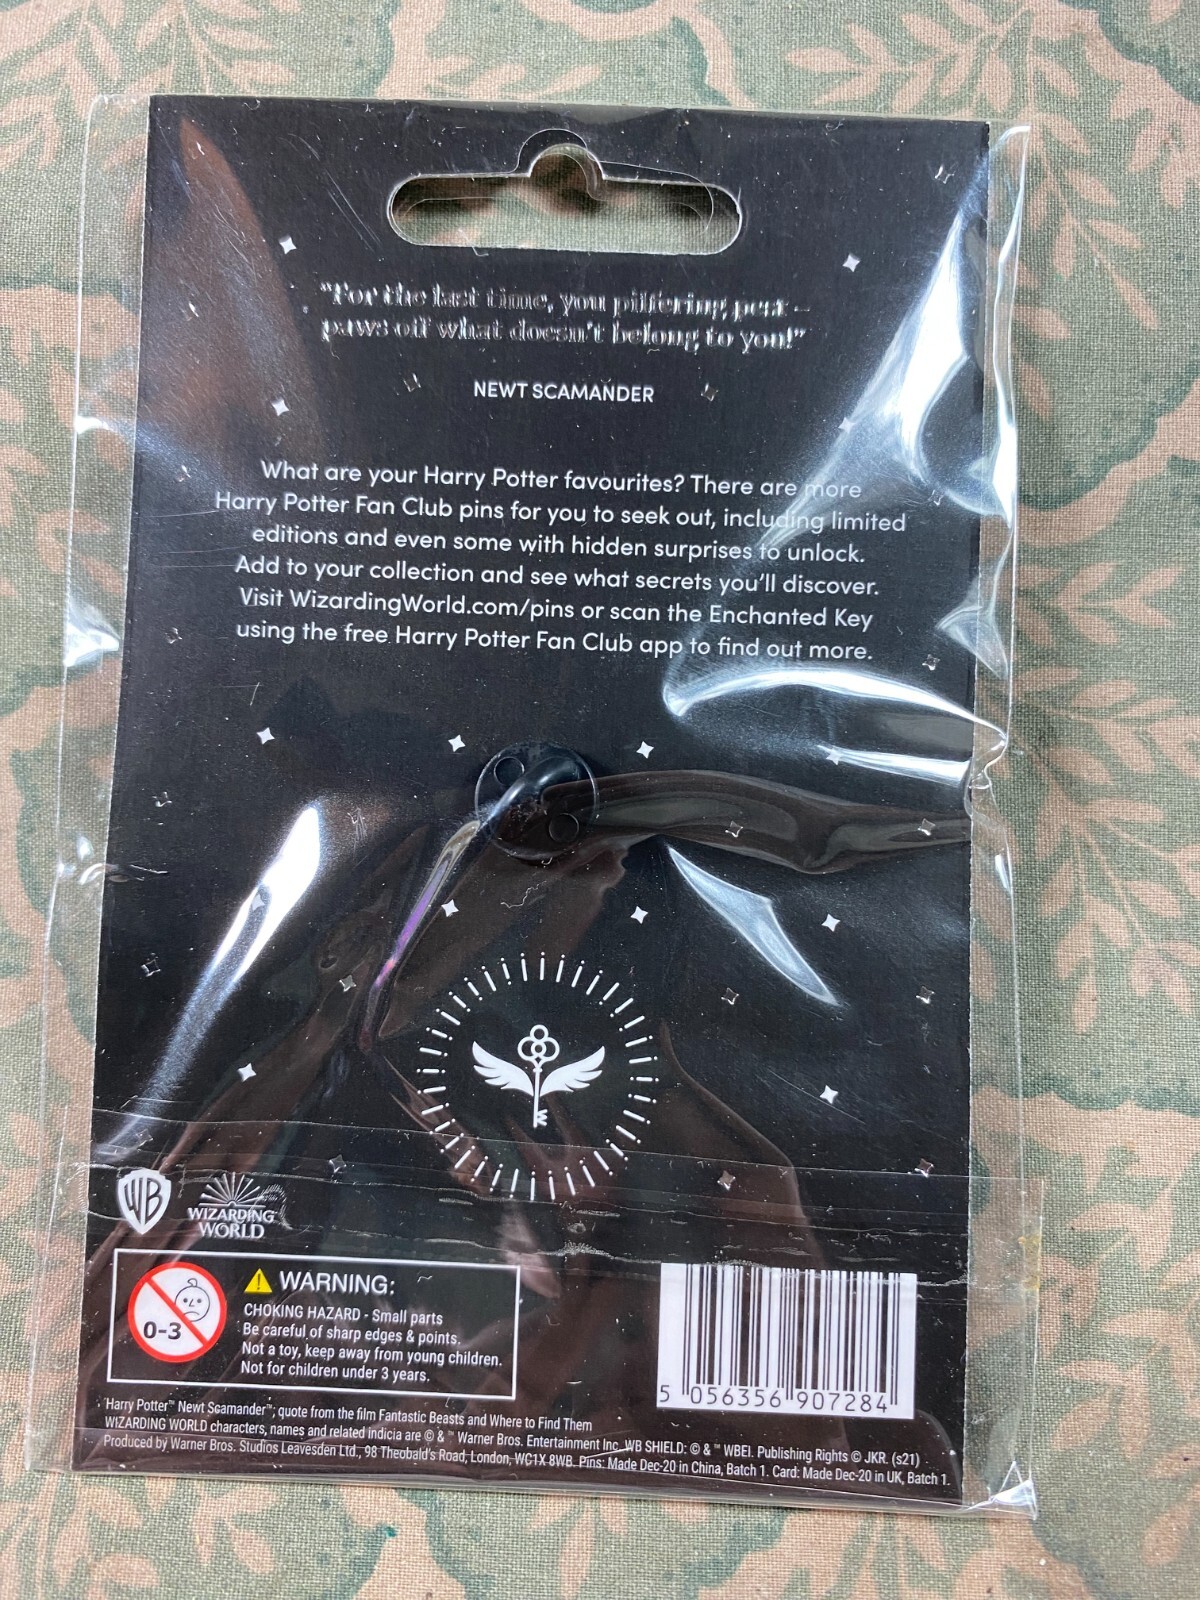 "For the last time, you pilfering pest –
paws off what doesn't belong to you!"
NEWT SCAMANDER
What are your Harry Potter favourites? There are more
Harry Potter Fan Club pins for you to seek out, including limited
editions and even some with hidden surprises to unlock.
Add to your collection and see what secrets you'll discover.
Visit WizardingWorld.com/pins or scan the Enchanted Key
using the free Harry Potter Fan Club app to find out more.
WB
WIZARDING
WORLD
0-3
WARNING:
CHOKING HAZARD - Small parts
Be careful of sharp edges & points.
Not a toy, keep away from young children.
Not for children under 3 years.
5 056356 907284
'Harry Potter™ Newt Scamander™; quote from the film Fantastic Beasts and Where to Find Them
WIZARDING WORLD characters, names and related indicia are © & ™ Warner Bros. Entertainment Inc. WB SHIELD: © & ™ WBEI. Publishing Rights © JKR. (s21)
Produced by Warner Bros. Studios Leavesden Ltd., 98 Theobald's Road, London, WC1X 8WB. Pins: Made Dec-20 in China, Batch 1. Card: Made Dec-20 in UK, Batch 1.